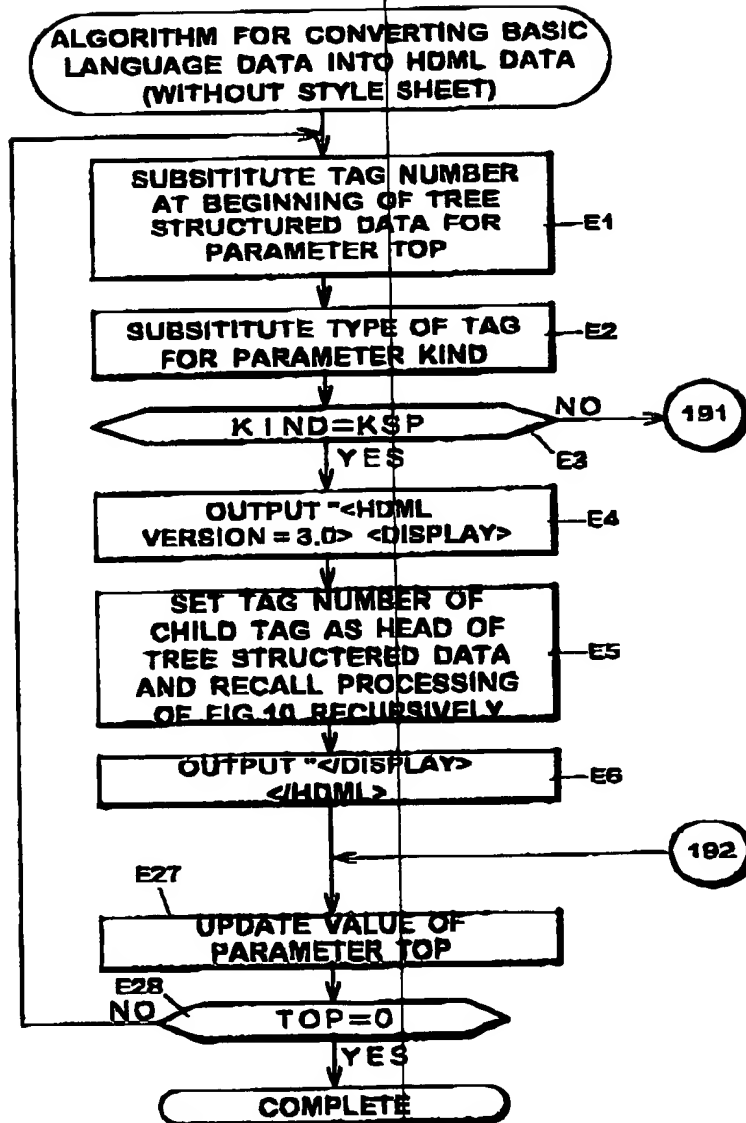 ALGORITHM FOR CONVERTING BASIC
LANGUAGE DATA INTO HDML DATA
(WITHOUT STYLE SHEET)
SUBSITITUTE TAG NUMBER
AT BEGINNING OF TREE
STRUCTURED DATA FOR
PARAMETER TOP
E1
SUBSITITUTE TYPE OF TAG
FOR PARAMETER KIND
E2
KIND=KSP
NO
191
E3
YES
OUTPUT "<HDML
VERSION = 3.0> <DISPLAY>
E4
SET TAG NUMBER OF
CHILD TAG AS HEAD OF
TREE STRUCTERED DATA
AND RECALL PROCESSING
OF FIG.10 RECURSIVELY
E5
OUTPUT "</DISPLAY>
</HDML>
E6
192
E27
UPDATE VALUE OF
PARAMETER TOP
E28
NO
TOP=0
YES
COMPLETE